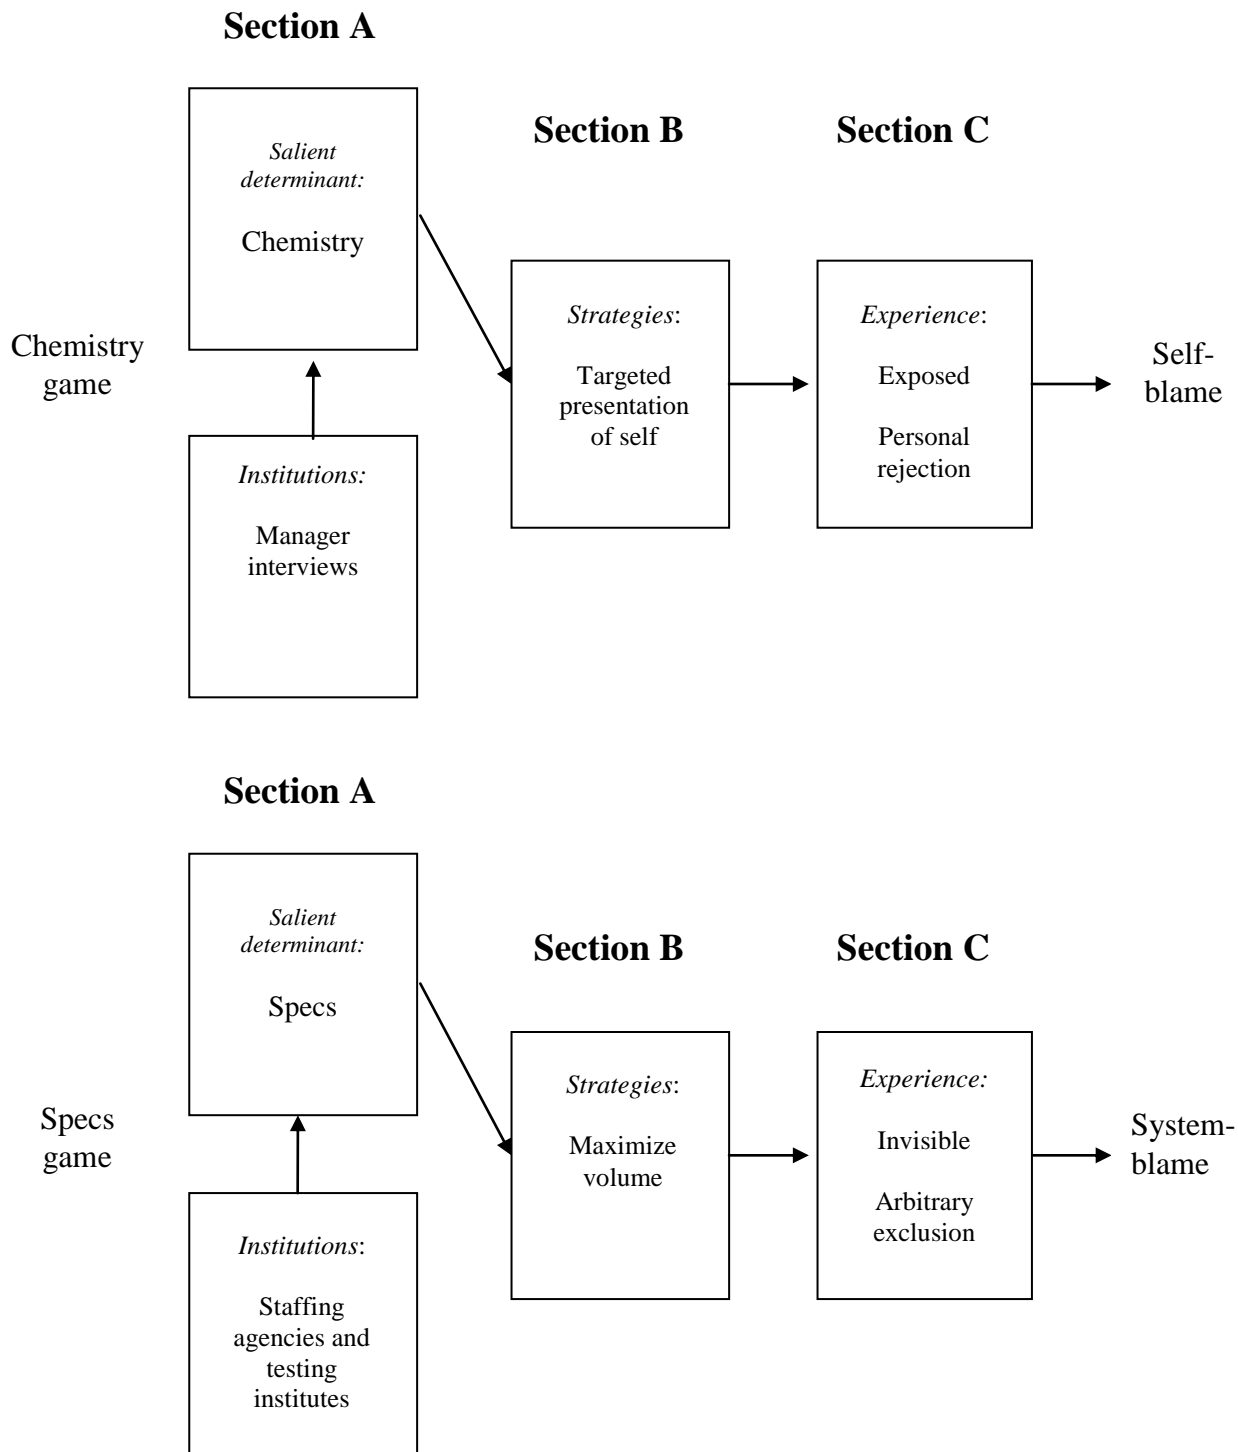 Section A
Salient
determinant:
Chemistry
Section B
Section C
Chemistry
game
Institutions:
Manager
interviews
Strategies:
Targeted
presentation
of self
Experience:
Exposed
Personal
rejection
Self-
blame
Section A
Salient
determinant:
Specs
Section B
Section C
Specs
game
Institutions:
Staffing
agencies and
testing
institutes
Strategies:
Maximize
volume
Experience:
Invisible
Arbitrary
exclusion
System-
blame